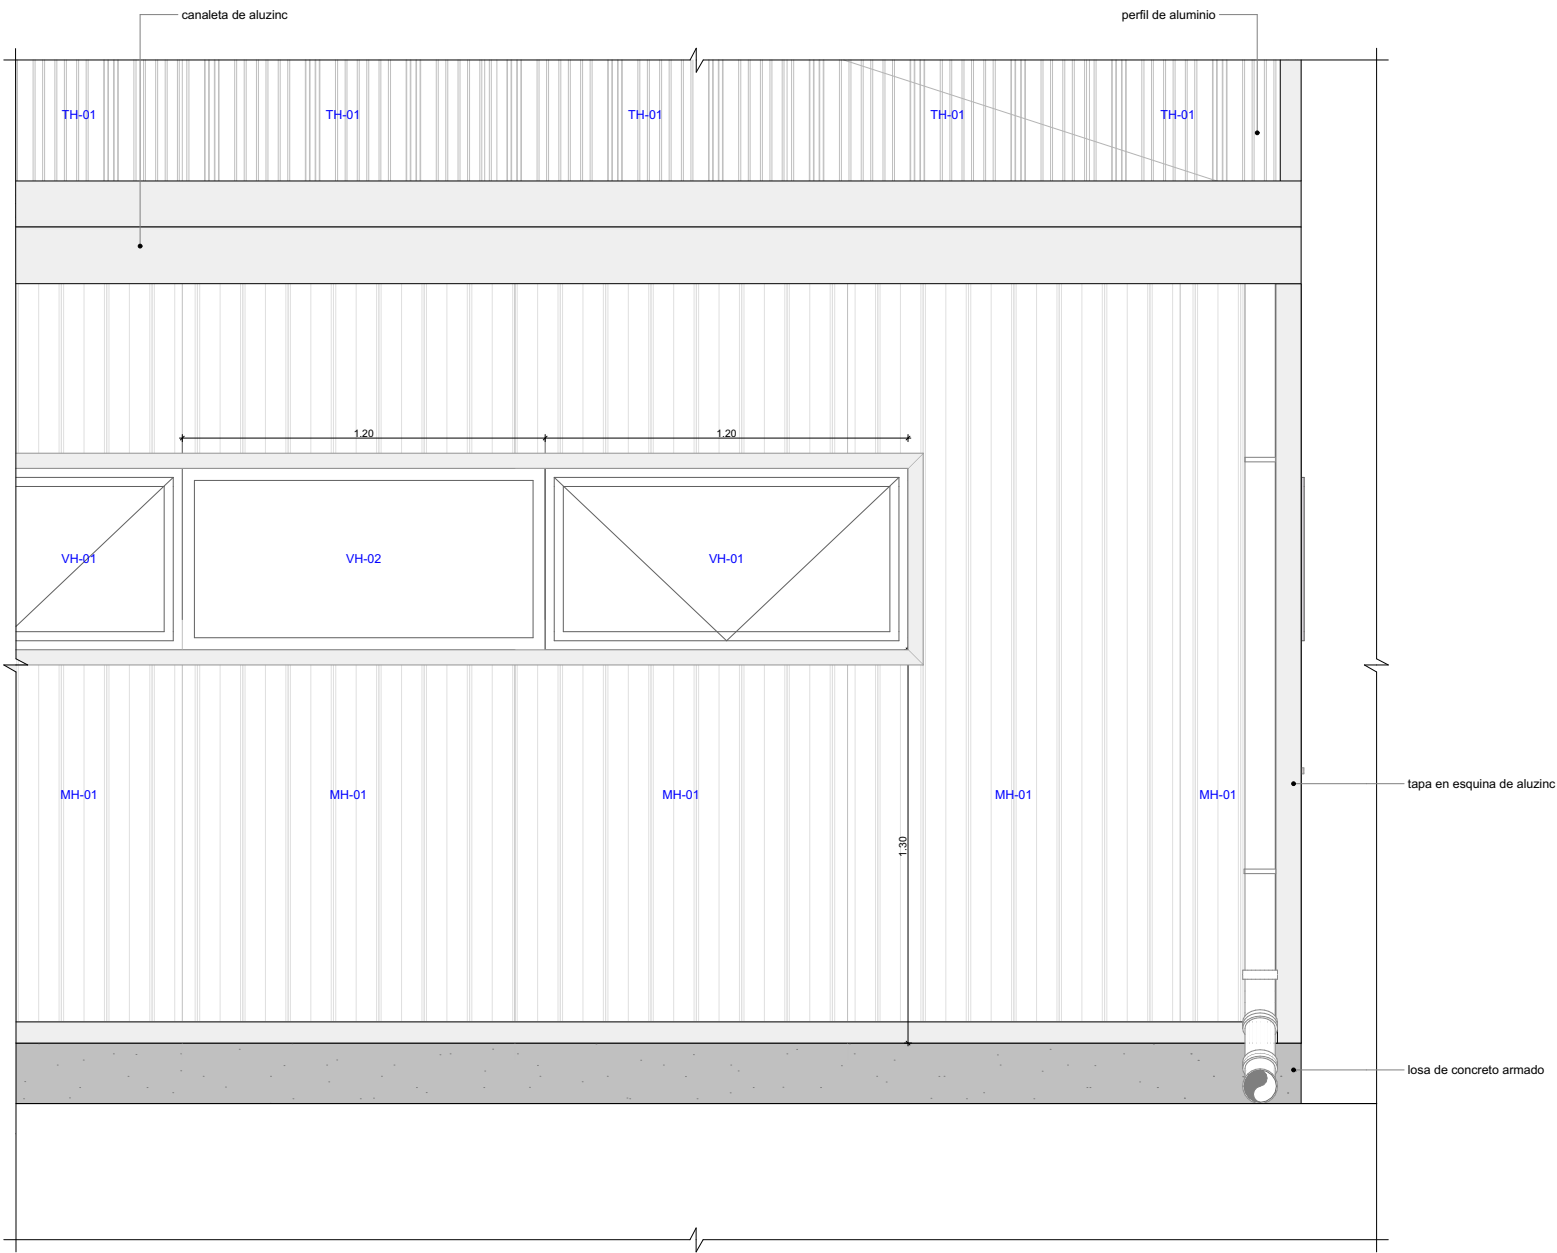 canaleta de aluzinc
perfil de aluminio
TH-01
TH-01
TH-01
TH-01
TH-01
1.20
1.20
VH-01
VH-02
VH-01
MH-01
MH-01
MH-01
MH-01
MH-01
tapa en esquina de aluzinc
1.30
losa de concreto armado